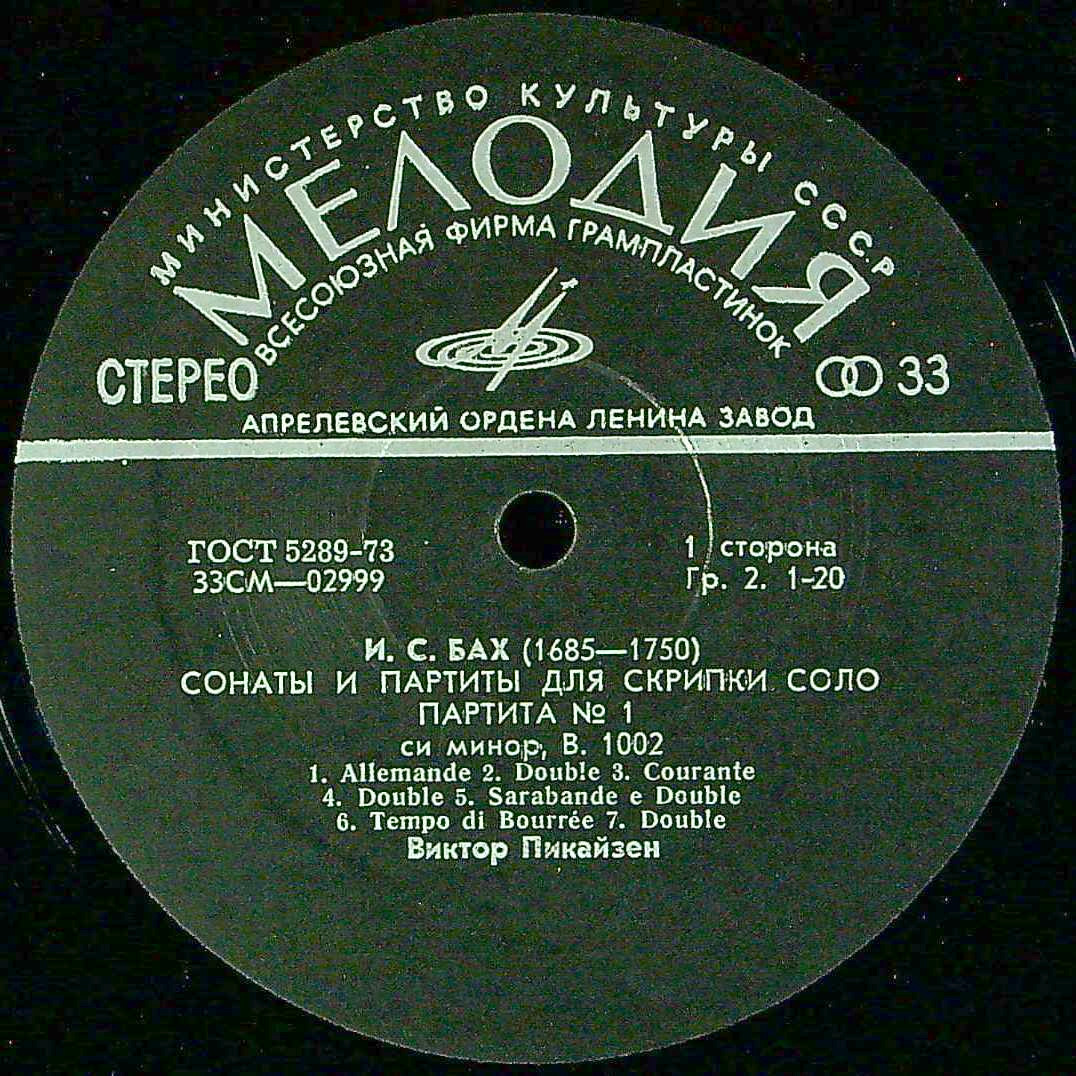 МИНИСТЕРСТВО КУЛЬТУРЫ СССР
МЕЛОДИЯ
ВСЕСОЮЗНАЯ ФИРМА ГРАМПЛАСТИНОК
СТЕРЕО
33
АПРЕЛЕВСКИЙ ОРДЕНА ЛЕНИНА ЗАВОД
ГОСТ 5289-73
33СМ—02999
1 сторона
Гр. 2. 1-20
И. С. БАХ (1685—1750)
СОНАТЫ И ПАРТИТЫ ДЛЯ СКРИПКИ СОЛО
ПАРТИТА № 1
си минор, В. 1002
1. Allemande 2. Double 3. Courante
4. Double 5. Sarabande e Double
6. Tempo di Bourrée 7. Double
Виктор Пикайзен